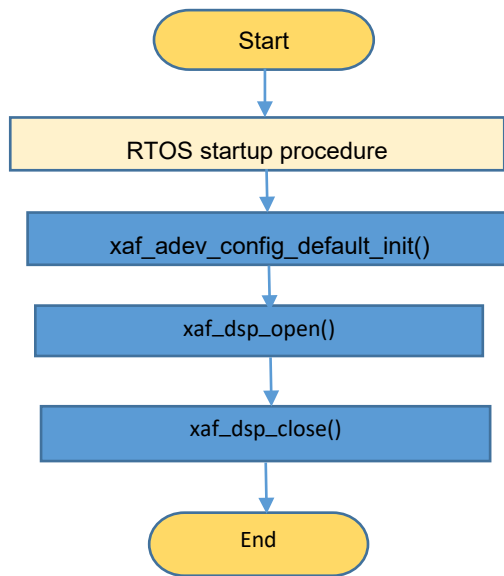 Start
RTOS startup procedure
xaf_adev_config_default_init()
xaf_dsp_open()
xaf_dsp_close()
End